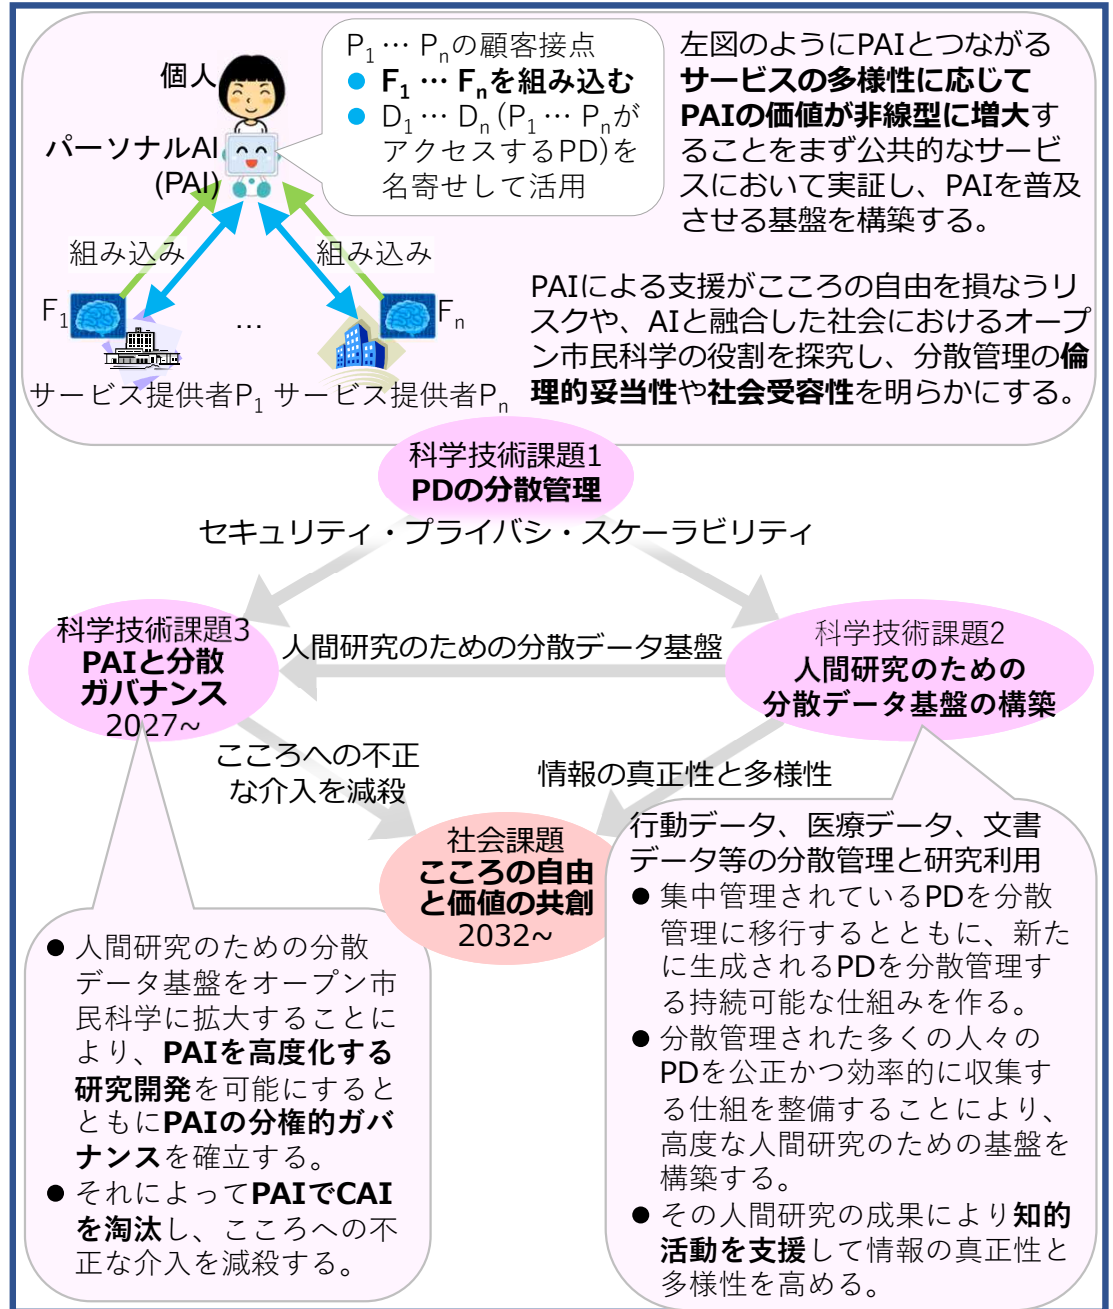 個人
パーソナルAI
(PAI)
P1 … Pnの顧客接点
● F1 … Fnを組み込む
● D1 … Dn (P1 … Pnが
アクセスするPD)を
名寄せして活用
組み込み
組み込み
F1
…
Fn
サービス提供者P1
サービス提供者Pn
左図のようにPAIとつながる
サービスの多様性に応じて
PAIの価値が非線型に増大す
ることをまず公共的なサービ
スにおいて実証し、PAIを普及
させる基盤を構築する。
PAIによる支援がこころの自由を損なうリ
スクや、AIと融合した社会におけるオープ
ン市民科学の役割を探究し、分散管理の倫
理的妥当性や社会受容性を明らかにする。
科学技術課題1
PDの分散管理
セキュリティ・プライバシ・スケーラビリティ
科学技術課題3
PAIと分散
ガバナンス
2027~
人間研究のための分散データ基盤
科学技術課題2
人間研究のための
分散データ基盤の構築
こころへの不正
な介入を減殺
情報の真正性と多様性
社会課題
こころの自由
と価値の共創
2032~
● 人間研究のための分散
データ基盤をオープン市
民科学に拡大することに
より、PAIを高度化する
研究開発を可能にすると
ともにPAIの分権的ガバ
ナンスを確立する。
● それによってPAIでCAI
を淘汰し、こころへの不
正な介入を減殺する。
行動データ、医療データ、文書
データ等の分散管理と研究利用
● 集中管理されているPDを分散
管理に移行するとともに、新た
に生成されるPDを分散管理す
る持続可能な仕組みを作る。
● 分散管理された多くの人々の
PDを公正かつ効率的に収集す
る仕組を整備することにより、
高度な人間研究のための基盤を
構築する。
● その人間研究の成果により知的
活動を支援して情報の真正性と
多様性を高める。